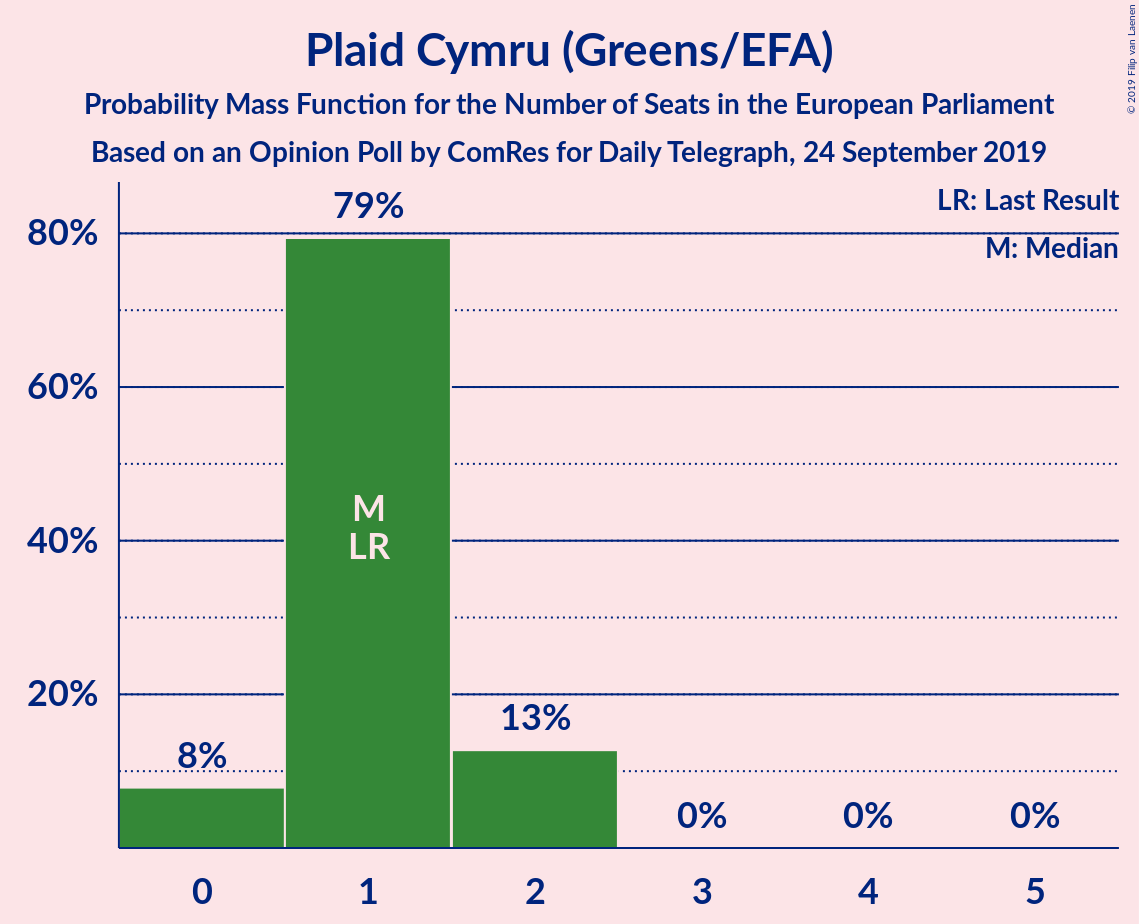 Plaid Cymru (Greens/EFA)
Probability Mass Function for the Number of Seats in the European Parliament
Based on an Opinion Poll by ComRes for Daily Telegraph, 24 September 2019
© 2019 Filip van Laenen
LR: Last Result
M: Median
80%
60%
40%
20%
79%
M
LR
8%
13%
0%
0%
0%
0
1
2
3
4
5